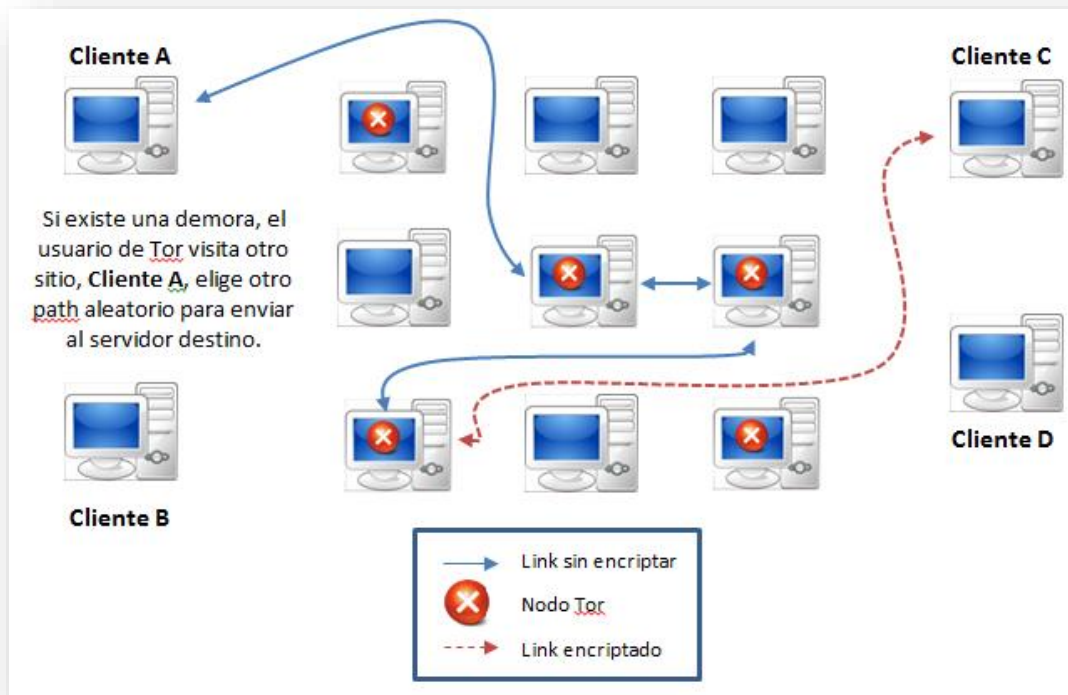 Cliente A
Cliente C
Si existe una demora, el
usuario de Tor visita otro
sitio, Cliente A, elige otro
path aleatorio para enviar
al servidor destino.
Cliente B
Cliente D
Link sin encriptar
Nodo Tor
Link encriptado